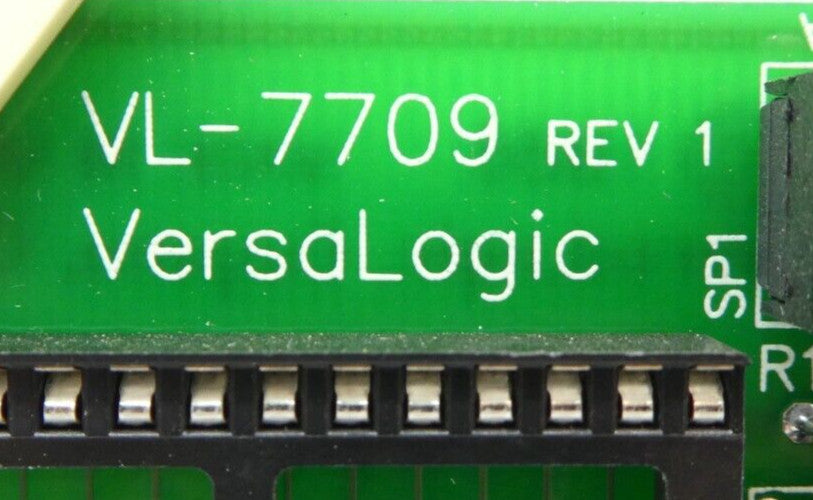 VL-7709 REV 1
VersaLogic
SP1
R1